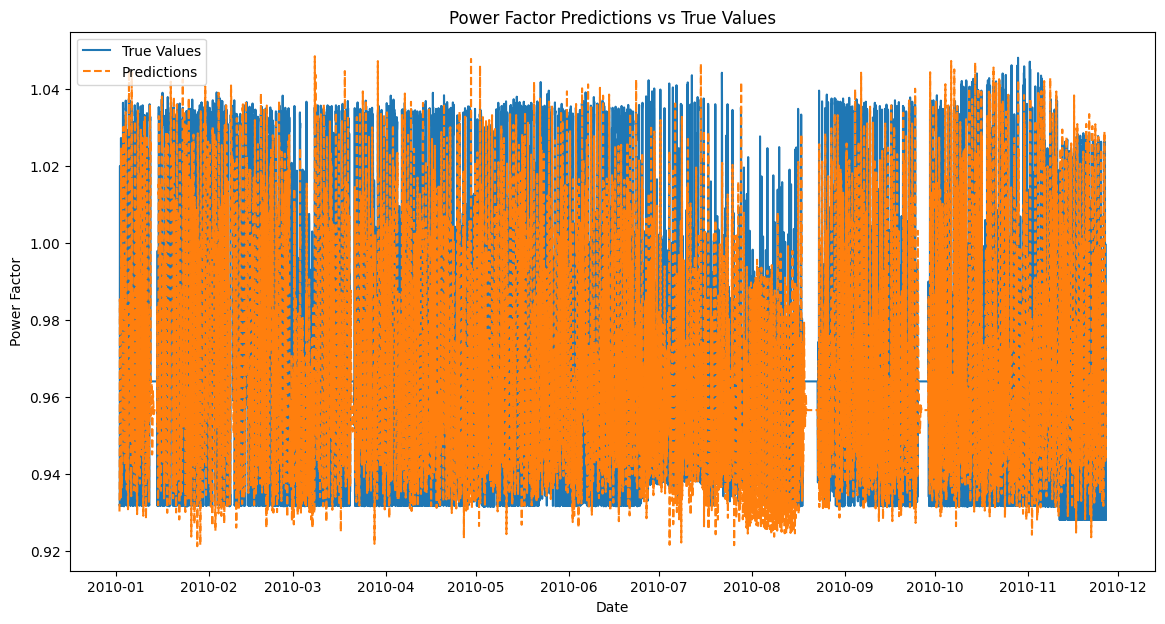 Power Factor Predictions vs True Values
True Values
Predictions
Power Factor
1.04
1.02
1.00
0.98
0.96
0.94
0.92
2010-01 2010-02 2010-03 2010-04 2010-05 2010-06 2010-07 2010-08 2010-09 2010-10 2010-11 2010-12
Date